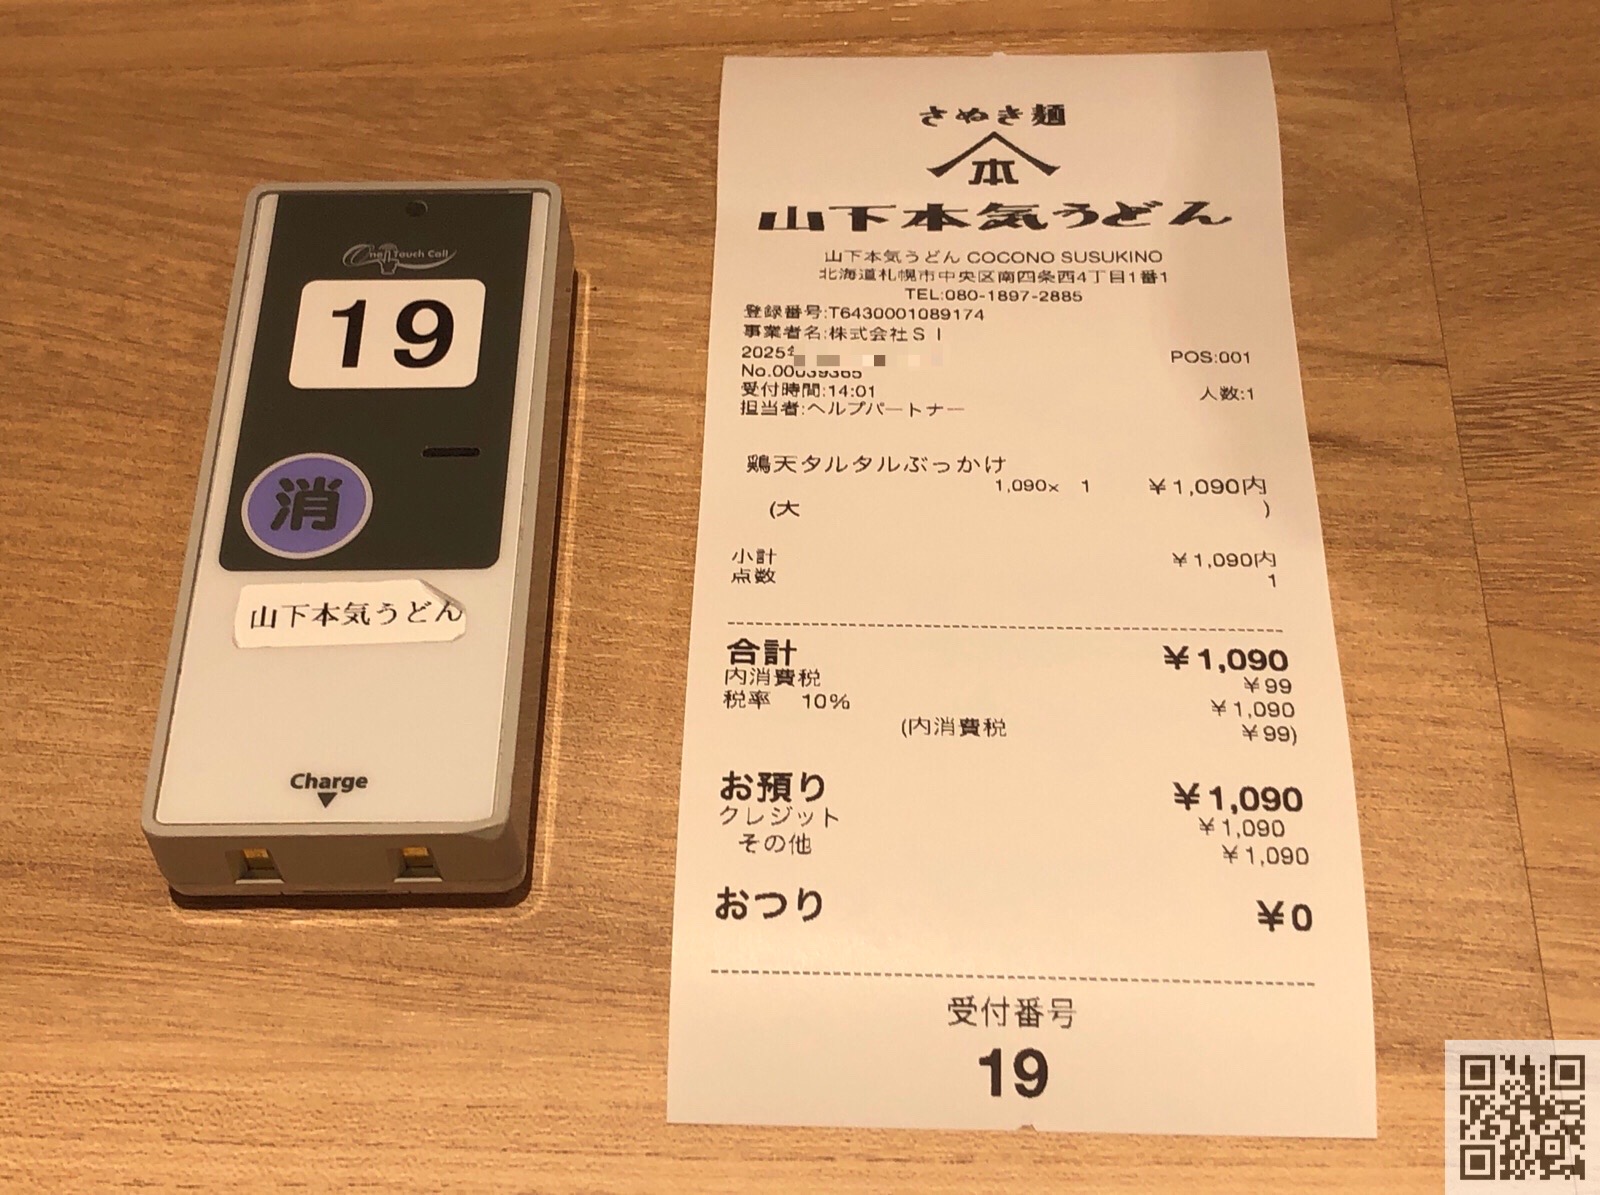 One Touch Call
19
消
山下本気うどん
Charge
さぬき麺
本
山下本気うどん
山下本気うどん COCONO SUSUKINO
北海道札幌市中央区南四条西4丁目1番1
TEL:080-1897-2885
登録番号:T6430001089174
事業者名:株式会社SI
2025 POS:001
No.00039365
受付時間:14:01 人数:1
担当者:ヘルプパートナー
鶏天タルタルぶっかけ
1,090× 1 ¥1,090内
(大 )
小計 ¥1,090内
点数 1
合計 ¥1,090
内消費税 ¥99
税率 10% ¥1,090
(内消費税 ¥99)
お預り ¥1,090
クレジット ¥1,090
その他 ¥1,090
おつり ¥0
受付番号
19